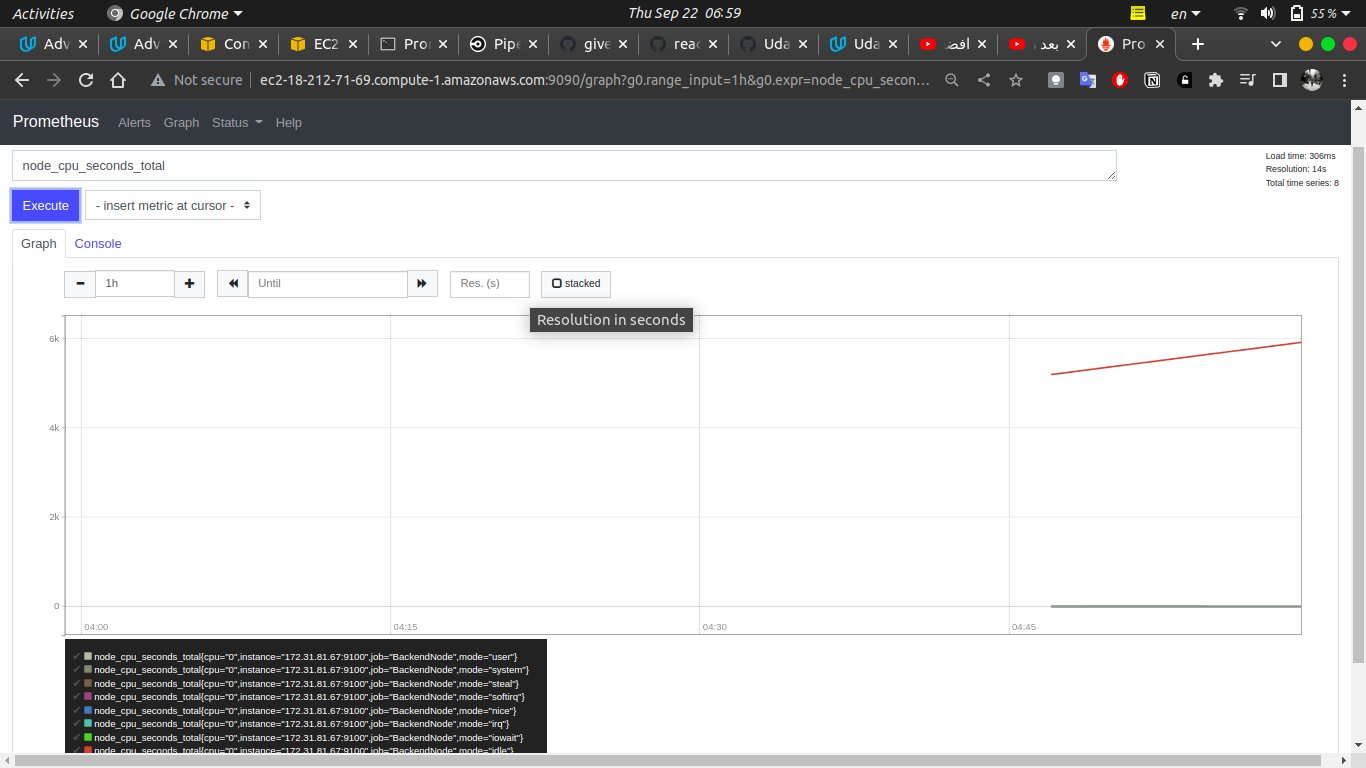 Activities
Google Chrome
Thu Sep 22 06:59
en
55 %
Adv
Adv
Con
EC2
Pro
Pipe
give
reac
Uda
Uda
افضـ
بعد
Pro
Not secure
ec2-18-212-71-69.compute-1.amazonaws.com:9090/graph?g0.range_input=1h&g0.expr=node_cpu_secon...
Prometheus
Alerts
Graph
Status
Help
node_cpu_seconds_total
Load time: 306ms
Resolution: 14s
Total time series: 8
Execute
- insert metric at cursor -
Graph
Console
1h
Until
Res. (s)
stacked
Resolution in seconds
6k
4k
2k
0
04:00
04:15
04:30
04:45
node_cpu_seconds_total{cpu="0",instance="172.31.81.67:9100",job="BackendNode",mode="user"}
node_cpu_seconds_total{cpu="0",instance="172.31.81.67:9100",job="BackendNode",mode="system"}
node_cpu_seconds_total{cpu="0",instance="172.31.81.67:9100",job="BackendNode",mode="steal"}
node_cpu_seconds_total{cpu="0",instance="172.31.81.67:9100",job="BackendNode",mode="softirq"}
node_cpu_seconds_total{cpu="0",instance="172.31.81.67:9100",job="BackendNode",mode="nice"}
node_cpu_seconds_total{cpu="0",instance="172.31.81.67:9100",job="BackendNode",mode="irq"}
node_cpu_seconds_total{cpu="0",instance="172.31.81.67:9100",job="BackendNode",mode="iowait"}
node_cpu_seconds_total{cpu="0",instance="172.31.81.67:9100",job="BackendNode",mode="idle"}